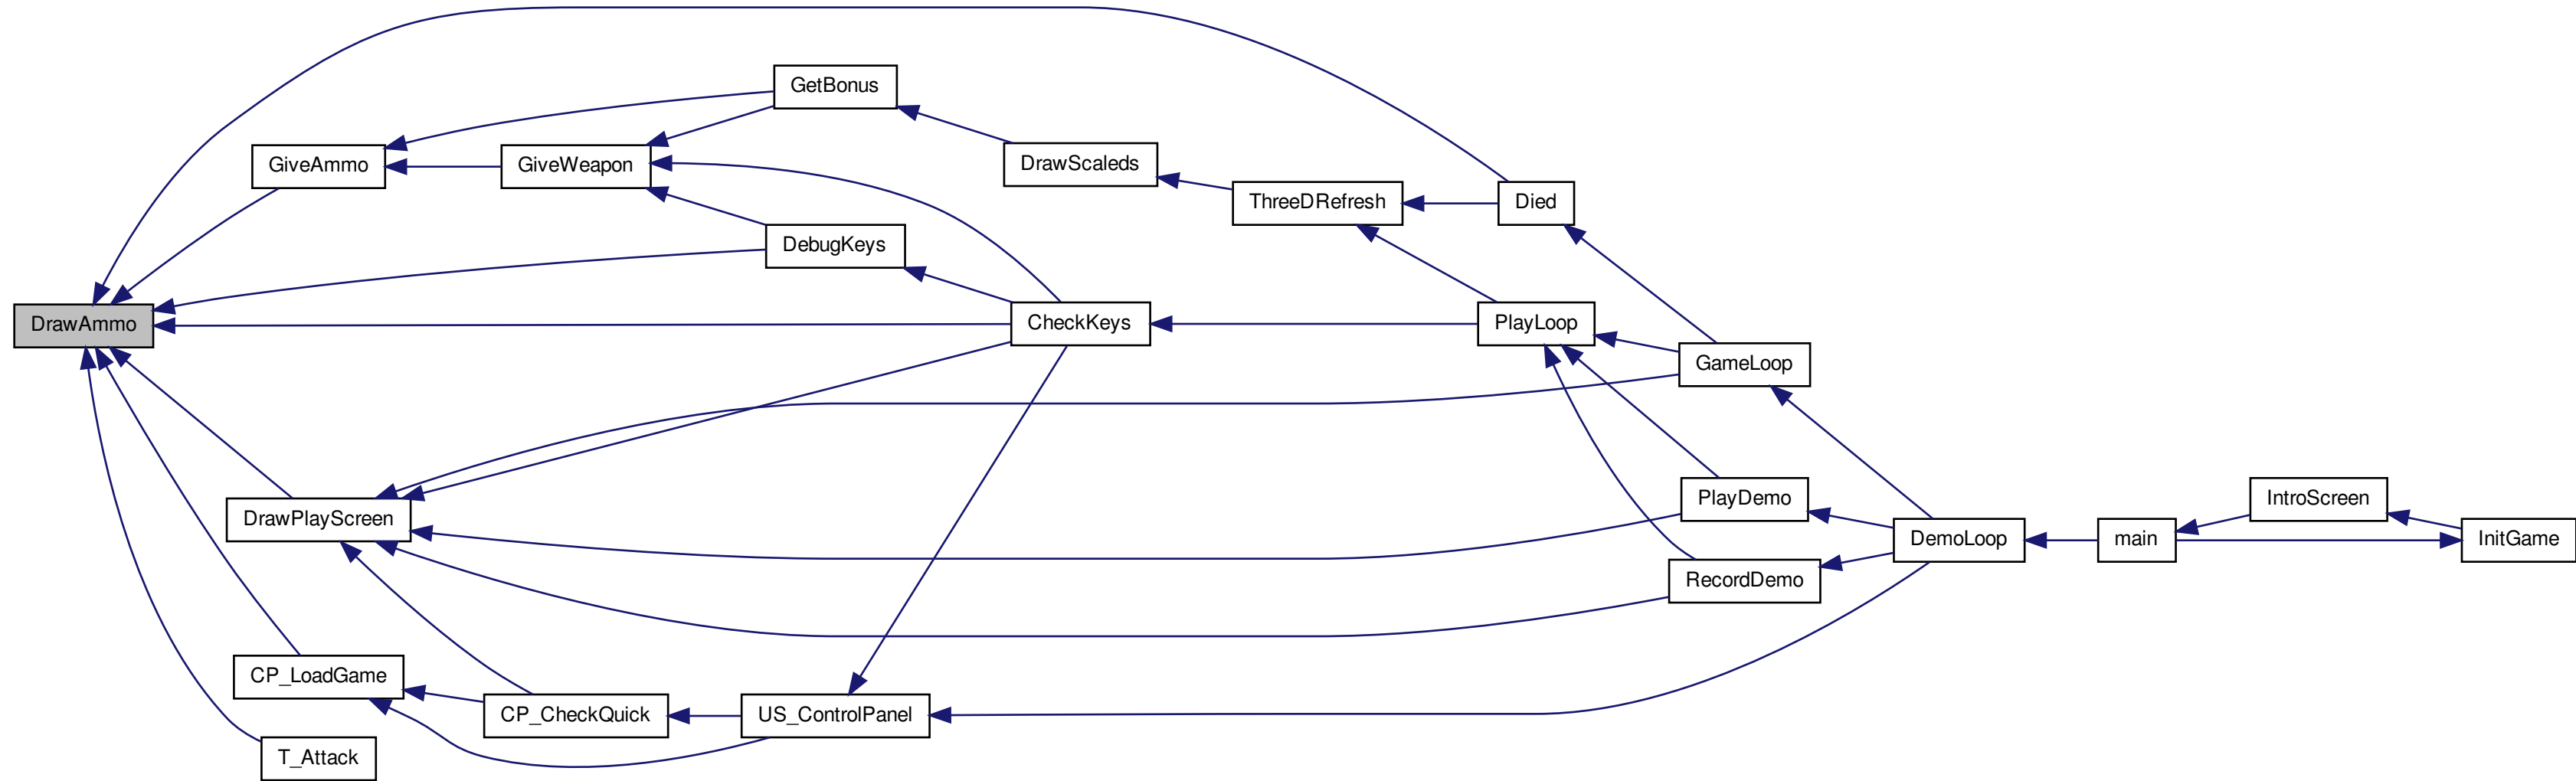 GetBonus
GiveAmmo
GiveWeapon
DrawScaleds
ThreeDRefresh
Died
DebugKeys
DrawAmmo
CheckKeys
PlayLoop
GameLoop
DrawPlayScreen
PlayDemo
IntroScreen
DemoLoop
main
InitGame
RecordDemo
CP_LoadGame
CP_CheckQuick
US_ControlPanel
T_Attack